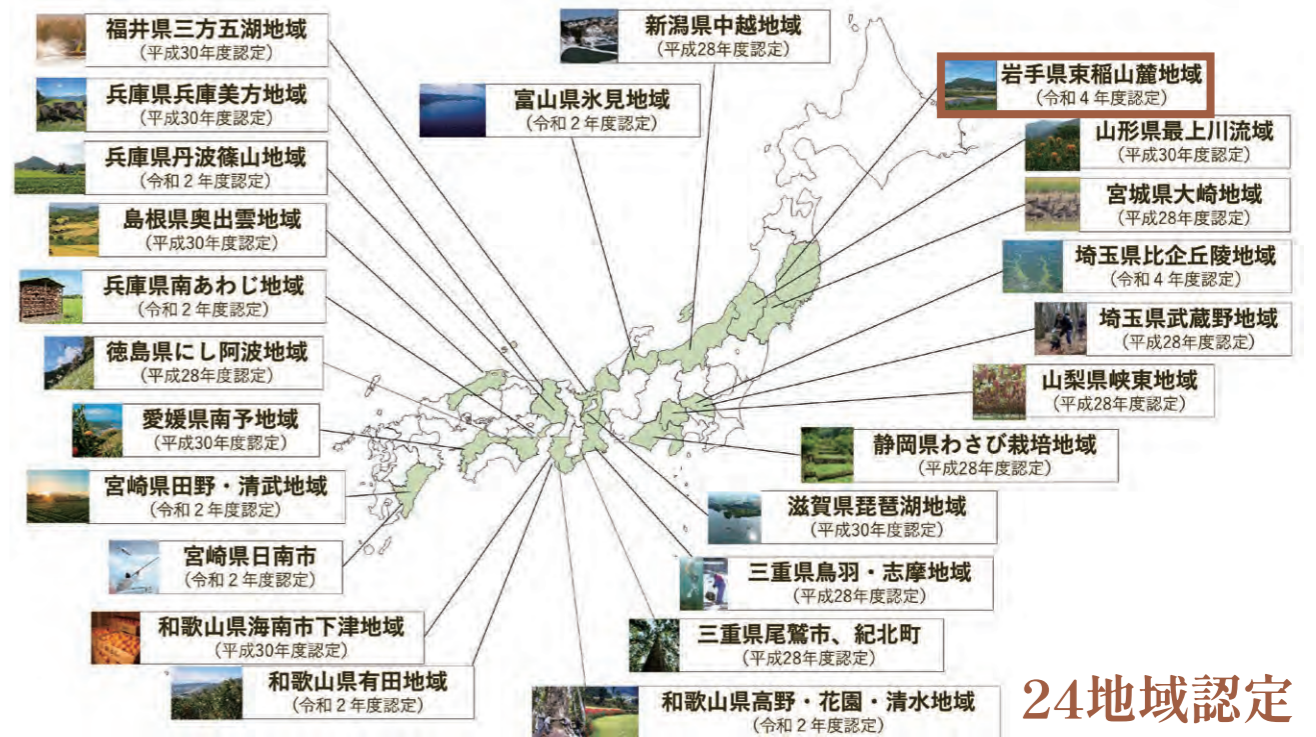 福井県三方五湖地域
(平成30年度認定)
兵庫県兵庫美方地域
(平成30年度認定)
兵庫県丹波篠山地域
(令和２年度認定)
島根県奥出雲地域
(平成30年度認定)
兵庫県南あわじ地域
(令和２年度認定)
徳島県にし阿波地域
(平成28年度認定)
愛媛県南予地域
(平成30年度認定)
宮崎県田野・清武地域
(令和２年度認定)
宮崎県日南市
(令和２年度認定)
和歌山県海南市下津地域
(平成30年度認定)
和歌山県有田地域
(令和２年度認定)
新潟県中越地域
(平成28年度認定)
富山県氷見地域
(令和２年度認定)
岩手県束稲山麓地域
(令和４年度認定)
山形県最上川流域
(平成30年度認定)
宮城県大崎地域
(平成28年度認定)
埼玉県比企丘陵地域
(令和４年度認定)
埼玉県武蔵野地域
(平成28年度認定)
山梨県峡東地域
(平成28年度認定)
静岡県わさび栽培地域
(平成28年度認定)
滋賀県琵琶湖地域
(平成30年度認定)
三重県鳥羽・志摩地域
(平成28年度認定)
三重県尾鷲市、紀北町
(平成28年度認定)
和歌山県高野・花園・清水地域
(令和２年度認定)
24地域認定